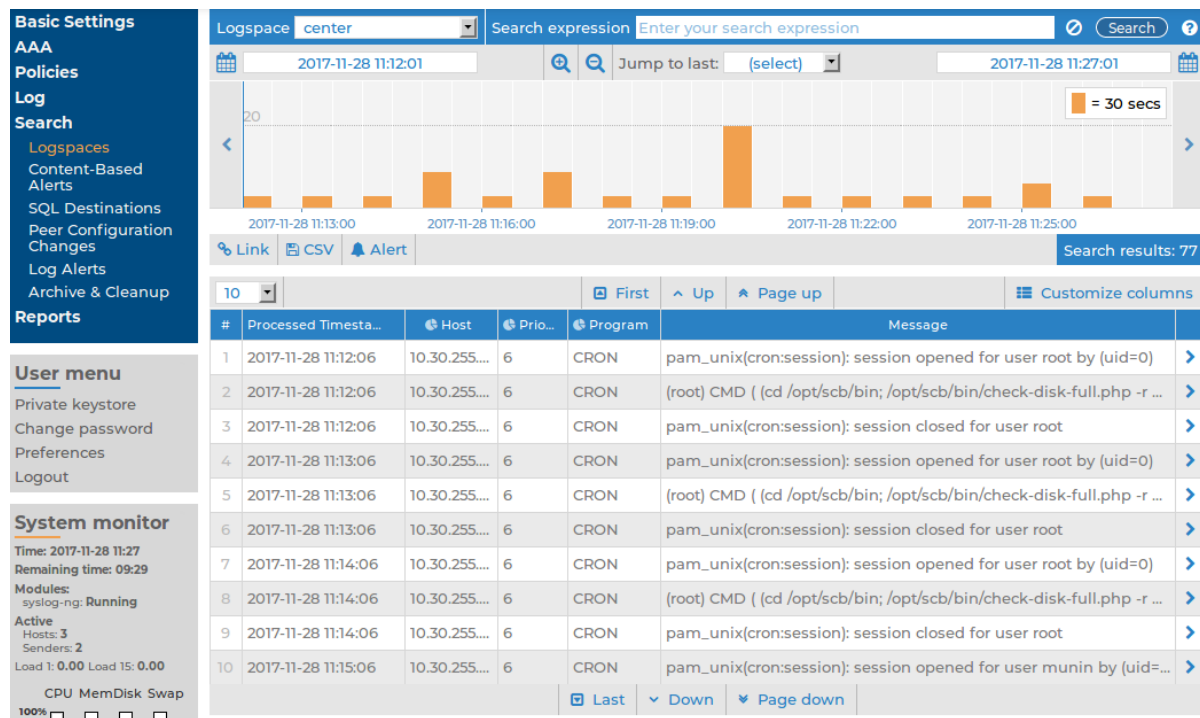 Basic Settings
AAA
Policies
Log
Search
Logspaces
Content-Based
Alerts
SQL Destinations
Peer Configuration
Changes
Log Alerts
Archive & Cleanup
Reports
User menu
Private keystore
Change password
Preferences
Logout
System monitor
Time: 2017-11-28 11:27
Remaining time: 09:29
Modules:
syslog-ng: Running
Active
Hosts: 3
Senders: 2
Load 1: 0.00 Load 15: 0.00
CPU Mem Disk Swap
100%
Logspace center Search expression Enter your search expression Search ?
2017-11-28 11:12:01 Jump to last: (select) 2017-11-28 11:27:01
20
= 30 secs
2017-11-28 11:13:00 2017-11-28 11:16:00 2017-11-28 11:19:00 2017-11-28 11:22:00 2017-11-28 11:25:00
Link CSV Alert Search results: 77
10 First Up Page up Customize columns
# Processed Timesta... Host Prio... Program Message
1 2017-11-28 11:12:06 10.30.255.... 6 CRON pam_unix(cron:session): session opened for user root by (uid=0)
2 2017-11-28 11:12:06 10.30.255.... 6 CRON (root) CMD ( (cd /opt/scb/bin; /opt/scb/bin/check-disk-full.php -r ...
3 2017-11-28 11:12:06 10.30.255.... 6 CRON pam_unix(cron:session): session closed for user root
4 2017-11-28 11:13:06 10.30.255.... 6 CRON pam_unix(cron:session): session opened for user root by (uid=0)
5 2017-11-28 11:13:06 10.30.255.... 6 CRON (root) CMD ( (cd /opt/scb/bin; /opt/scb/bin/check-disk-full.php -r ...
6 2017-11-28 11:13:06 10.30.255.... 6 CRON pam_unix(cron:session): session closed for user root
7 2017-11-28 11:14:06 10.30.255.... 6 CRON pam_unix(cron:session): session opened for user root by (uid=0)
8 2017-11-28 11:14:06 10.30.255.... 6 CRON (root) CMD ( (cd /opt/scb/bin; /opt/scb/bin/check-disk-full.php -r ...
9 2017-11-28 11:14:06 10.30.255.... 6 CRON pam_unix(cron:session): session closed for user root
10 2017-11-28 11:15:06 10.30.255.... 6 CRON pam_unix(cron:session): session opened for user munin by (uid=...
Last Down Page down